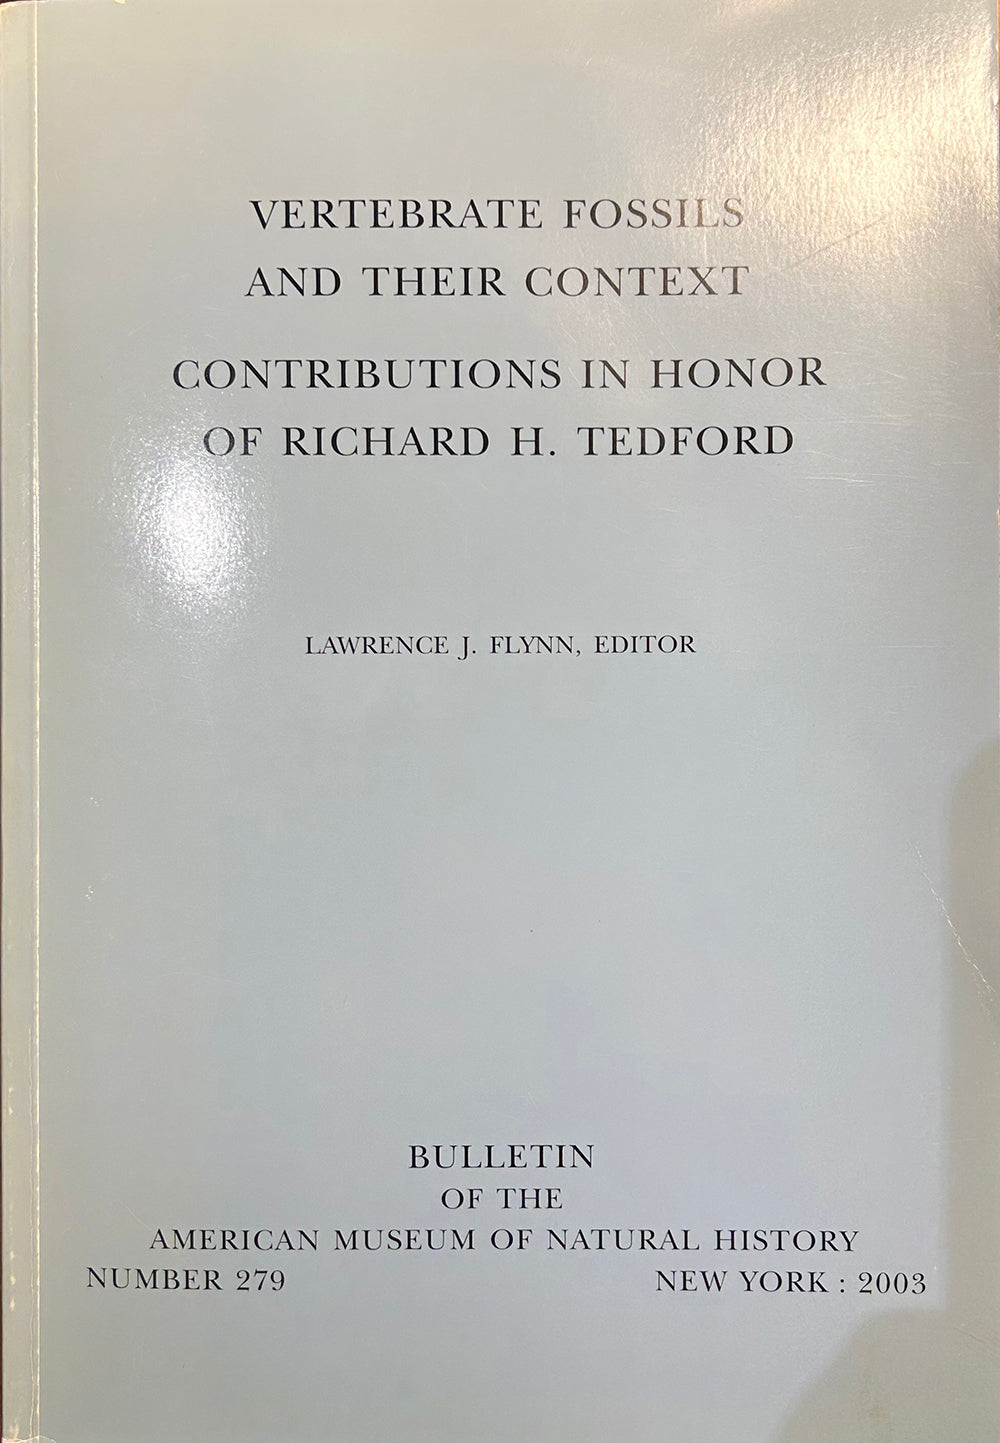 VERTEBRATE FOSSILS
AND THEIR CONTEXT
CONTRIBUTIONS IN HONOR
OF RICHARD H. TEDFORD
LAWRENCE J. FLYNN, EDITOR
BULLETIN
OF THE
AMERICAN MUSEUM OF NATURAL HISTORY
NUMBER 279 NEW YORK : 2003